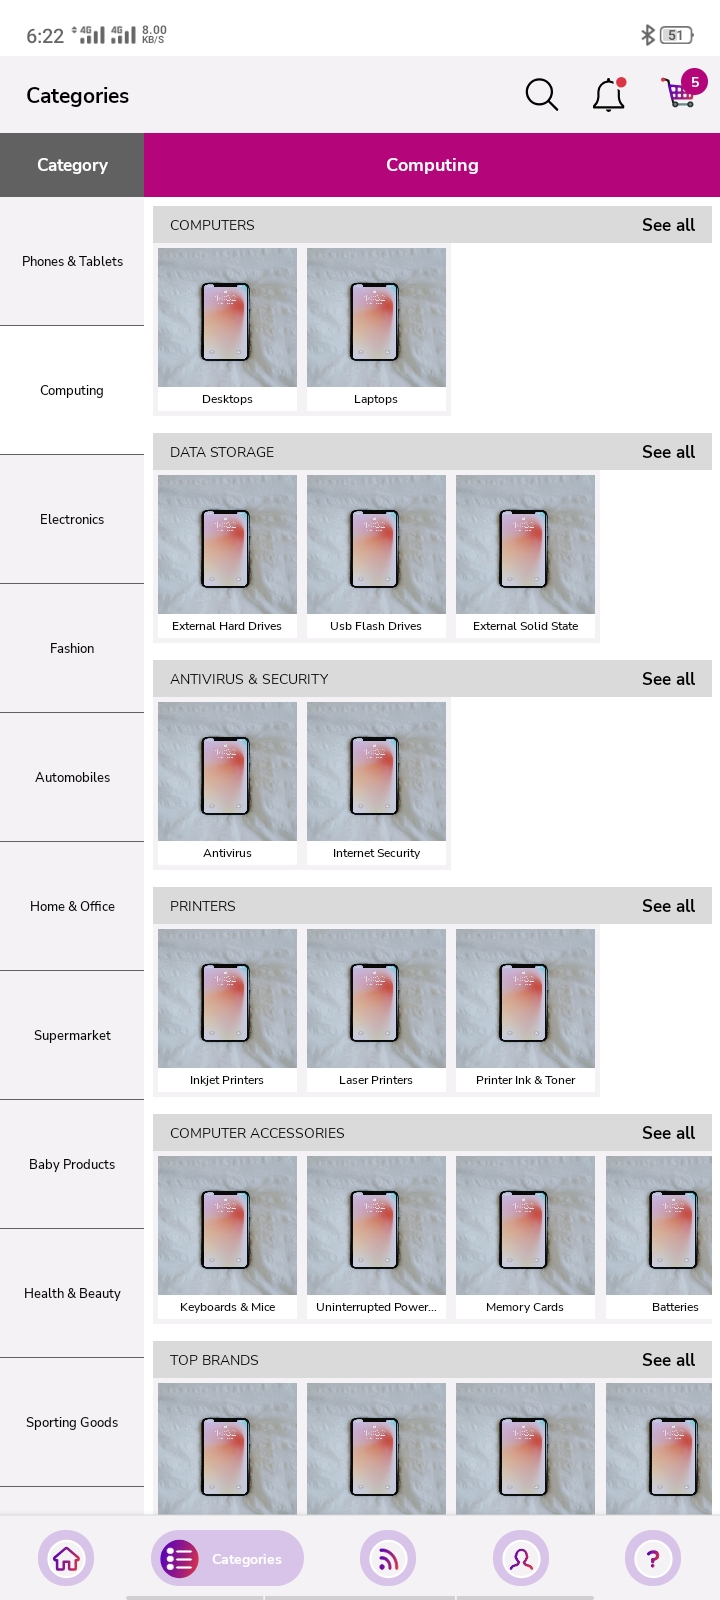 6:22 4G 4G 8.00 KB/S 51
Categories 5
Category Computing
Phones & Tablets
Computing
Electronics
Fashion
Automobiles
Home & Office
Supermarket
Baby Products
Health & Beauty
Sporting Goods
COMPUTERS See all
Desktops Laptops
DATA STORAGE See all
External Hard Drives Usb Flash Drives External Solid State
ANTIVIRUS & SECURITY See all
Antivirus Internet Security
PRINTERS See all
Inkjet Printers Laser Printers Printer Ink & Toner
COMPUTER ACCESSORIES See all
Keyboards & Mice Uninterrupted Power... Memory Cards Batteries
TOP BRANDS See all
Categories ?